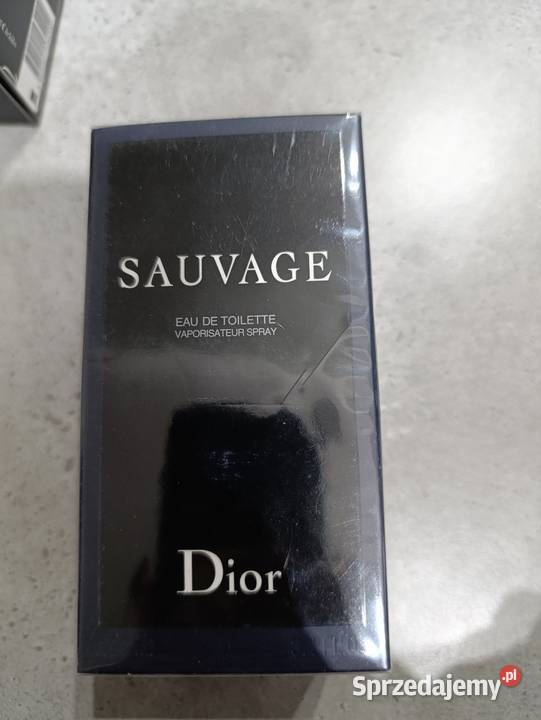 SAUVAGE
EAU DE TOILETTE
VAPORISATEUR SPRAY
Dior
Sprzedajemy.pl